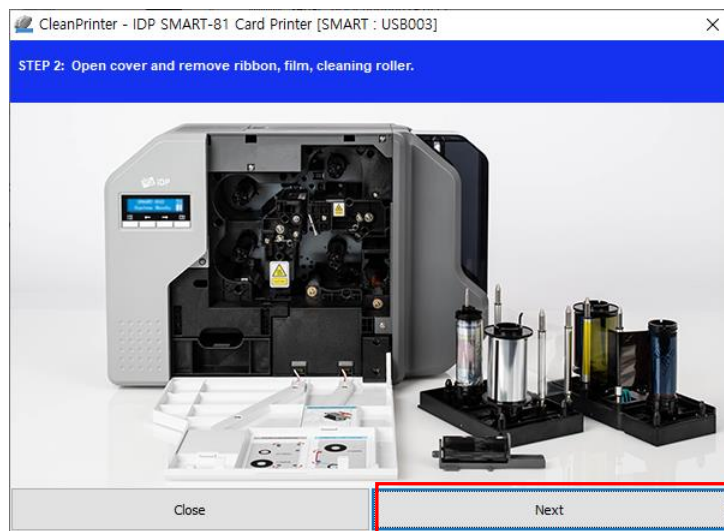 CleanPrinter - IDP SMART-81 Card Printer [SMART : USB003]
STEP 2: Open cover and remove ribbon, film, cleaning roller.
IDP
Close
Next